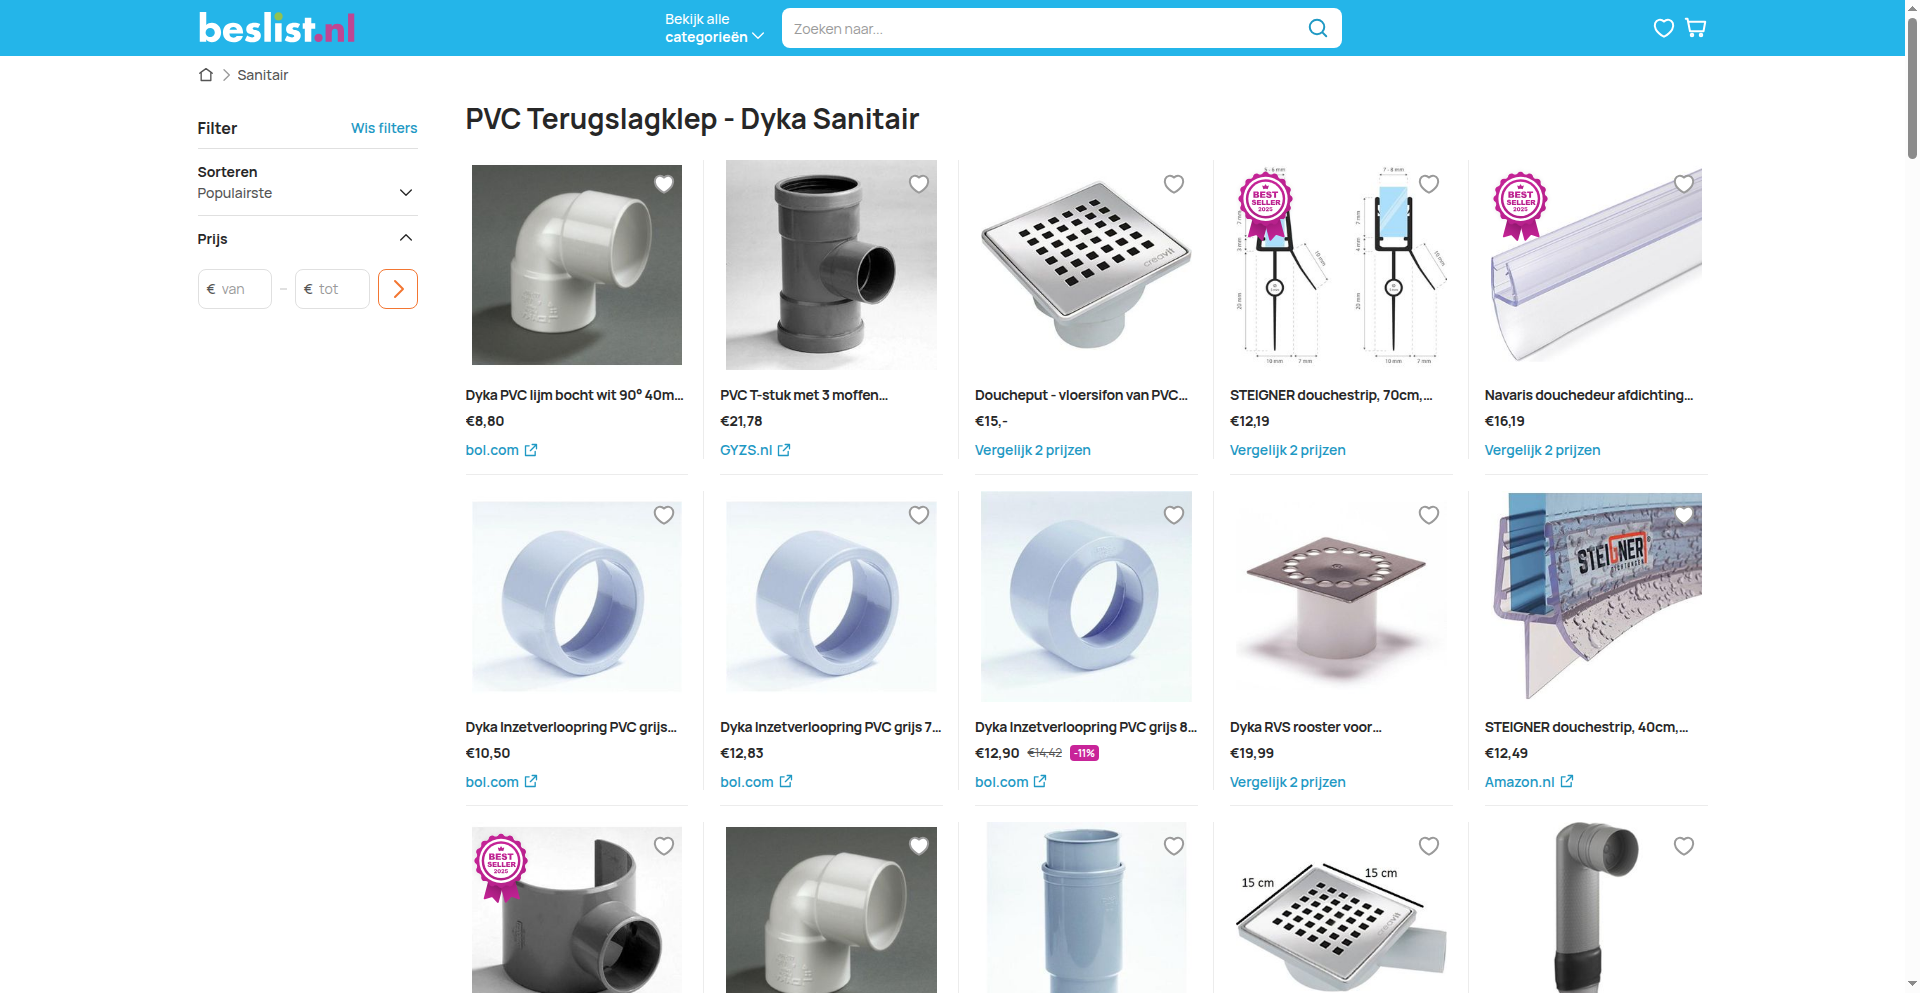 beslist.nl
Bekijk alle
categorieën
Zoeken naar...
Sanitair
Filter
Wis filters
Sorteren
Populairste
Prijs
€ van
–
€ tot
PVC Terugslagklep - Dyka Sanitair
BEST
SELLER
2025
7 - 8 mm
BEST
SELLER
2025
creavit
Dyka PVC lijm bocht wit 90° 40m...
€8,80
bol.com
PVC T-stuk met 3 moffen...
€21,78
GYZS.nl
Doucheput - vloersifon van PVC...
€15,-
Vergelijk 2 prijzen
STEIGNER douchestrip, 70cm,...
€12,19
Vergelijk 2 prijzen
Navaris douchedeur afdichting...
€16,19
Vergelijk 2 prijzen
STEIGNER
Dyka Inzetverloopring PVC grijs...
€10,50
bol.com
Dyka Inzetverloopring PVC grijs 7...
€12,83
bol.com
Dyka Inzetverloopring PVC grijs 8...
€12,90 €14,42 -11%
bol.com
Dyka RVS rooster voor...
€19,99
Vergelijk 2 prijzen
STEIGNER douchestrip, 40cm,...
€12,49
Amazon.nl
BEST
SELLER
2025
15 cm
15 cm